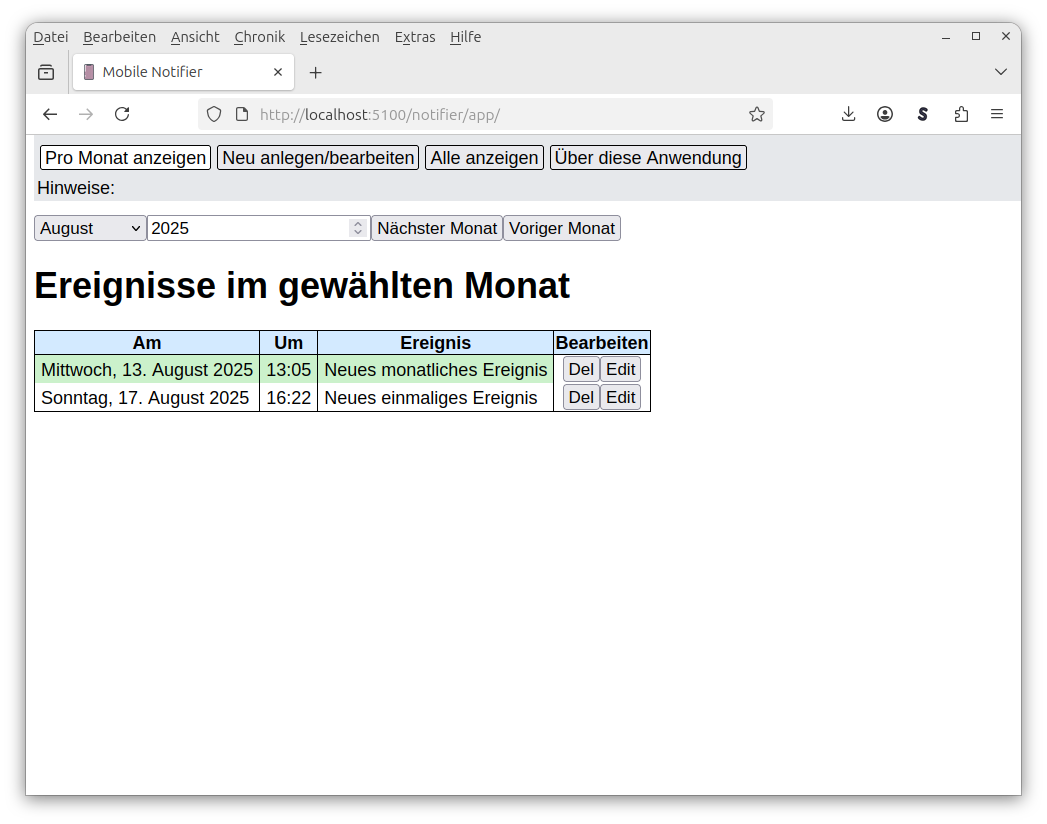 Datei Bearbeiten Ansicht Chronik Lesezeichen Extras Hilfe
Mobile Notifier
http://localhost:5100/notifier/app/
Pro Monat anzeigen Neu anlegen/bearbeiten Alle anzeigen Über diese Anwendung
Hinweise:
August 2025 Nächster Monat Voriger Monat
Ereignisse im gewählten Monat
Am Um Ereignis Bearbeiten
Mittwoch, 13. August 2025 13:05 Neues monatliches Ereignis Del Edit
Sonntag, 17. August 2025 16:22 Neues einmaliges Ereignis Del Edit